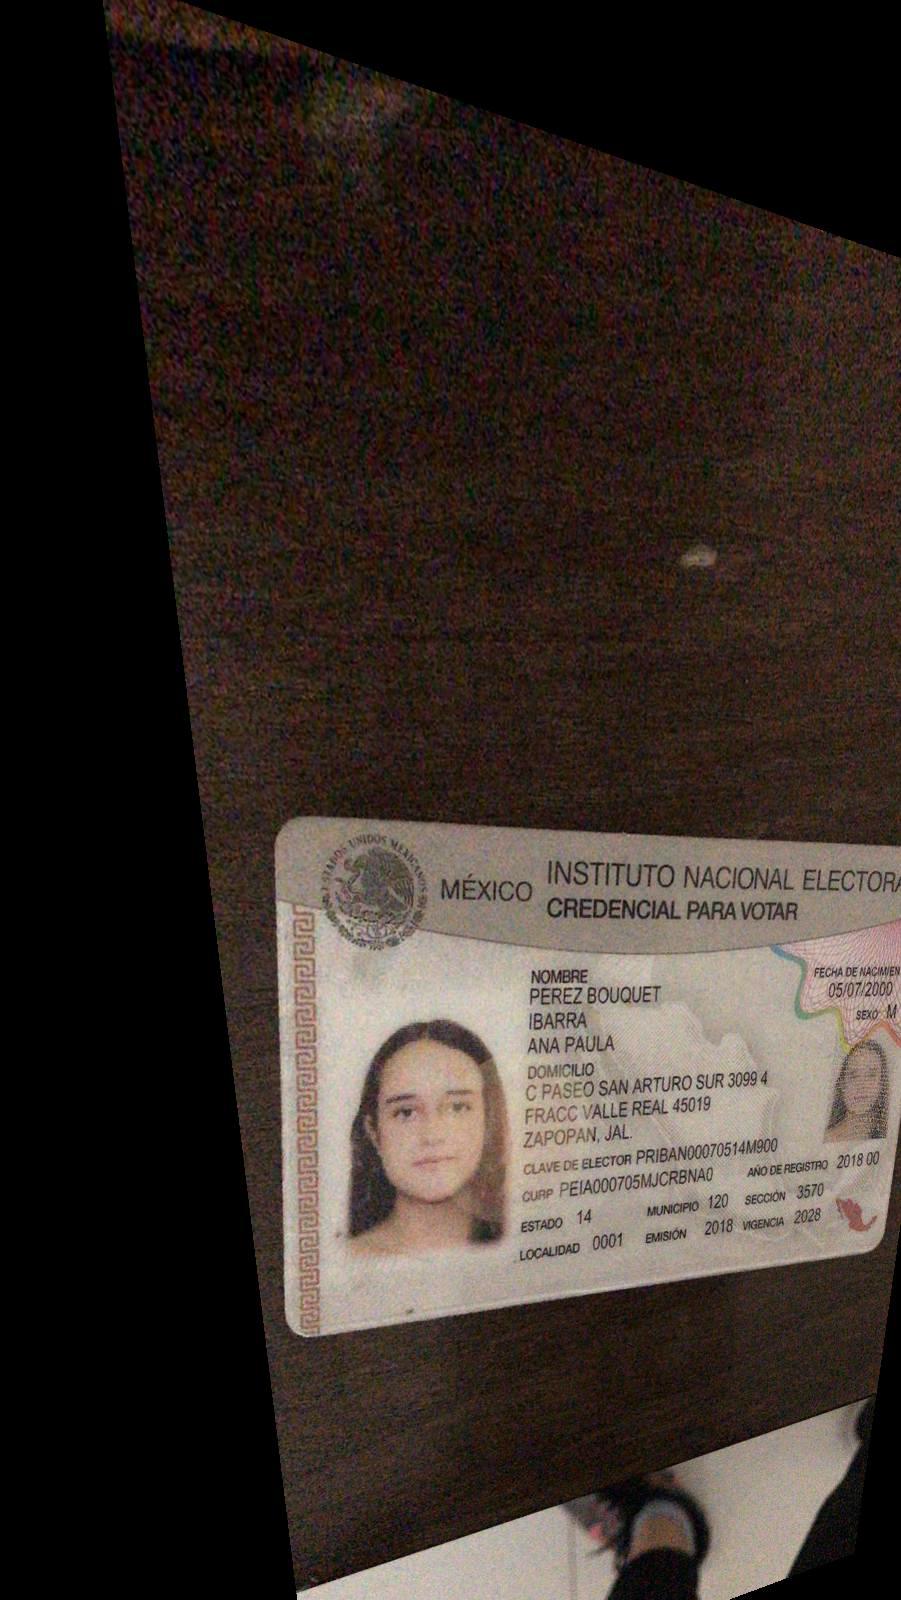 ESTADOS UNIDOS MEXICANOS
MÉXICO
INSTITUTO NACIONAL ELECTORA
CREDENCIAL PARA VOTAR
NOMBRE
PEREZ BOUQUET
IBARRA
ANA PAULA
FECHA DE NACIMIEN
05/07/2000
SEXO M
DOMICILIO
C PASEO SAN ARTURO SUR 3099 4
FRACC VALLE REAL 45019
ZAPOPAN, JAL.
CLAVE DE ELECTOR PRIBAN00070514M900
CURP PEIA000705MJCRBNA0 AÑO DE REGISTRO 2018 00
ESTADO 14 MUNICIPIO 120 SECCIÓN 3570
LOCALIDAD 0001 EMISIÓN 2018 VIGENCIA 2028